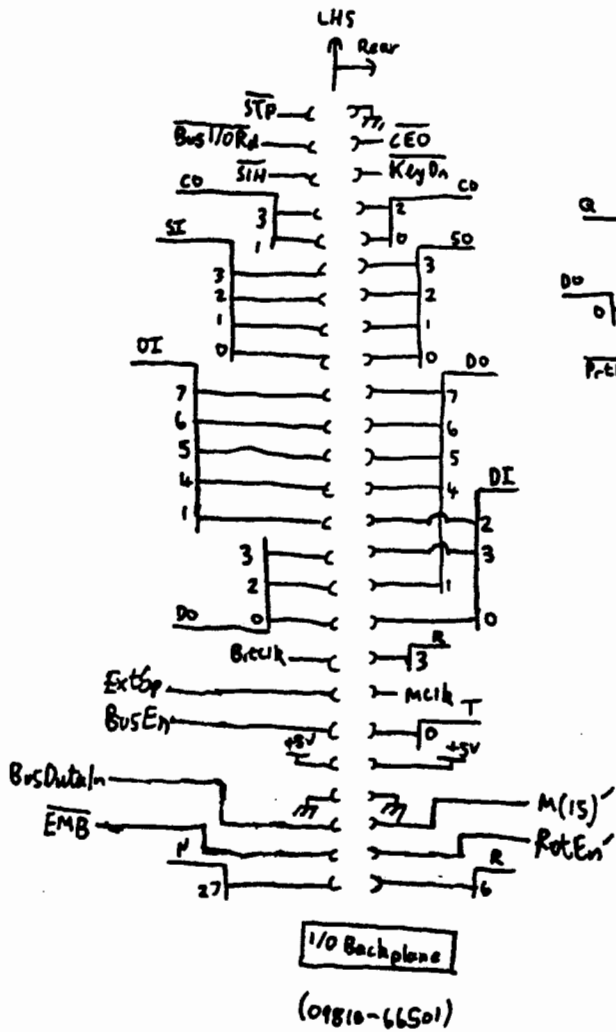 LHS
Rear
STP
BusI/ORd CEO
SIH KeyDn
CO CO
3 2
1 0
SI SO
3 3
2 2
1 1
0 0
DI DO
7 7
6 6
5 5
4 4
DI
1 2
3 3
2 1
DO 0 0
BitClk R
3
ExtOp MClk
BusEn T
0
+5V +5V
BusDataIn M(15)'
EMB RotEn'
N R
27 6
Q
DO
0
I/O Backplane
(09810-66501)